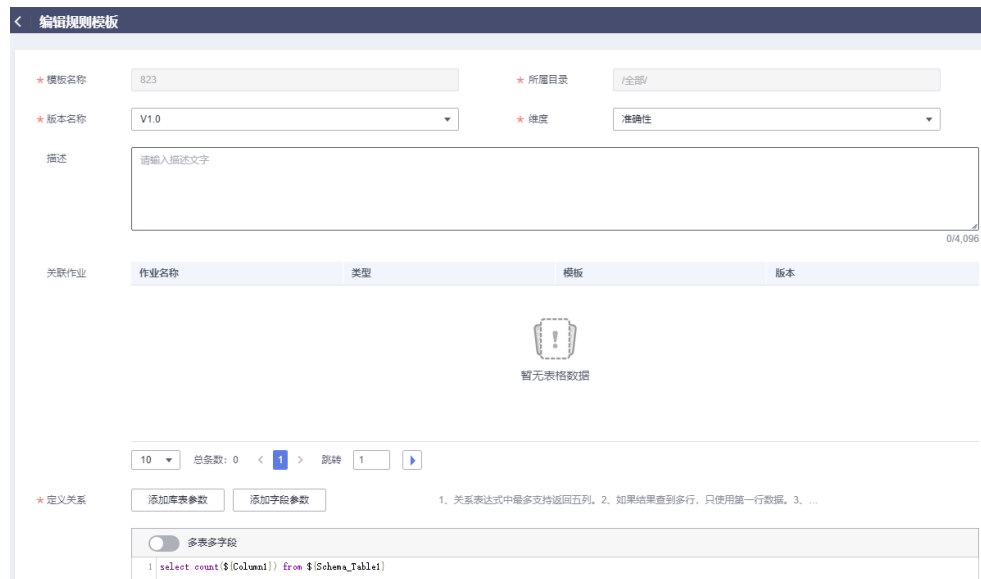 编辑规则模板
* 模板名称 823 * 所属目录 /全部/
* 版本名称 V1.0 * 维度 准确性
描述 请输入描述文字
0/4,096
关联作业 作业名称 类型 模板 版本
暂无表格数据
10 总条数: 0 < 1 > 跳转 1
* 定义关系 添加库表参数 添加字段参数 1、关系表达式中最多支持返回五列。2、如果结果查到多行，只使用第一行数据。3、...
多表多字段
1 select count(${Column1}) from ${Schema_Table1}